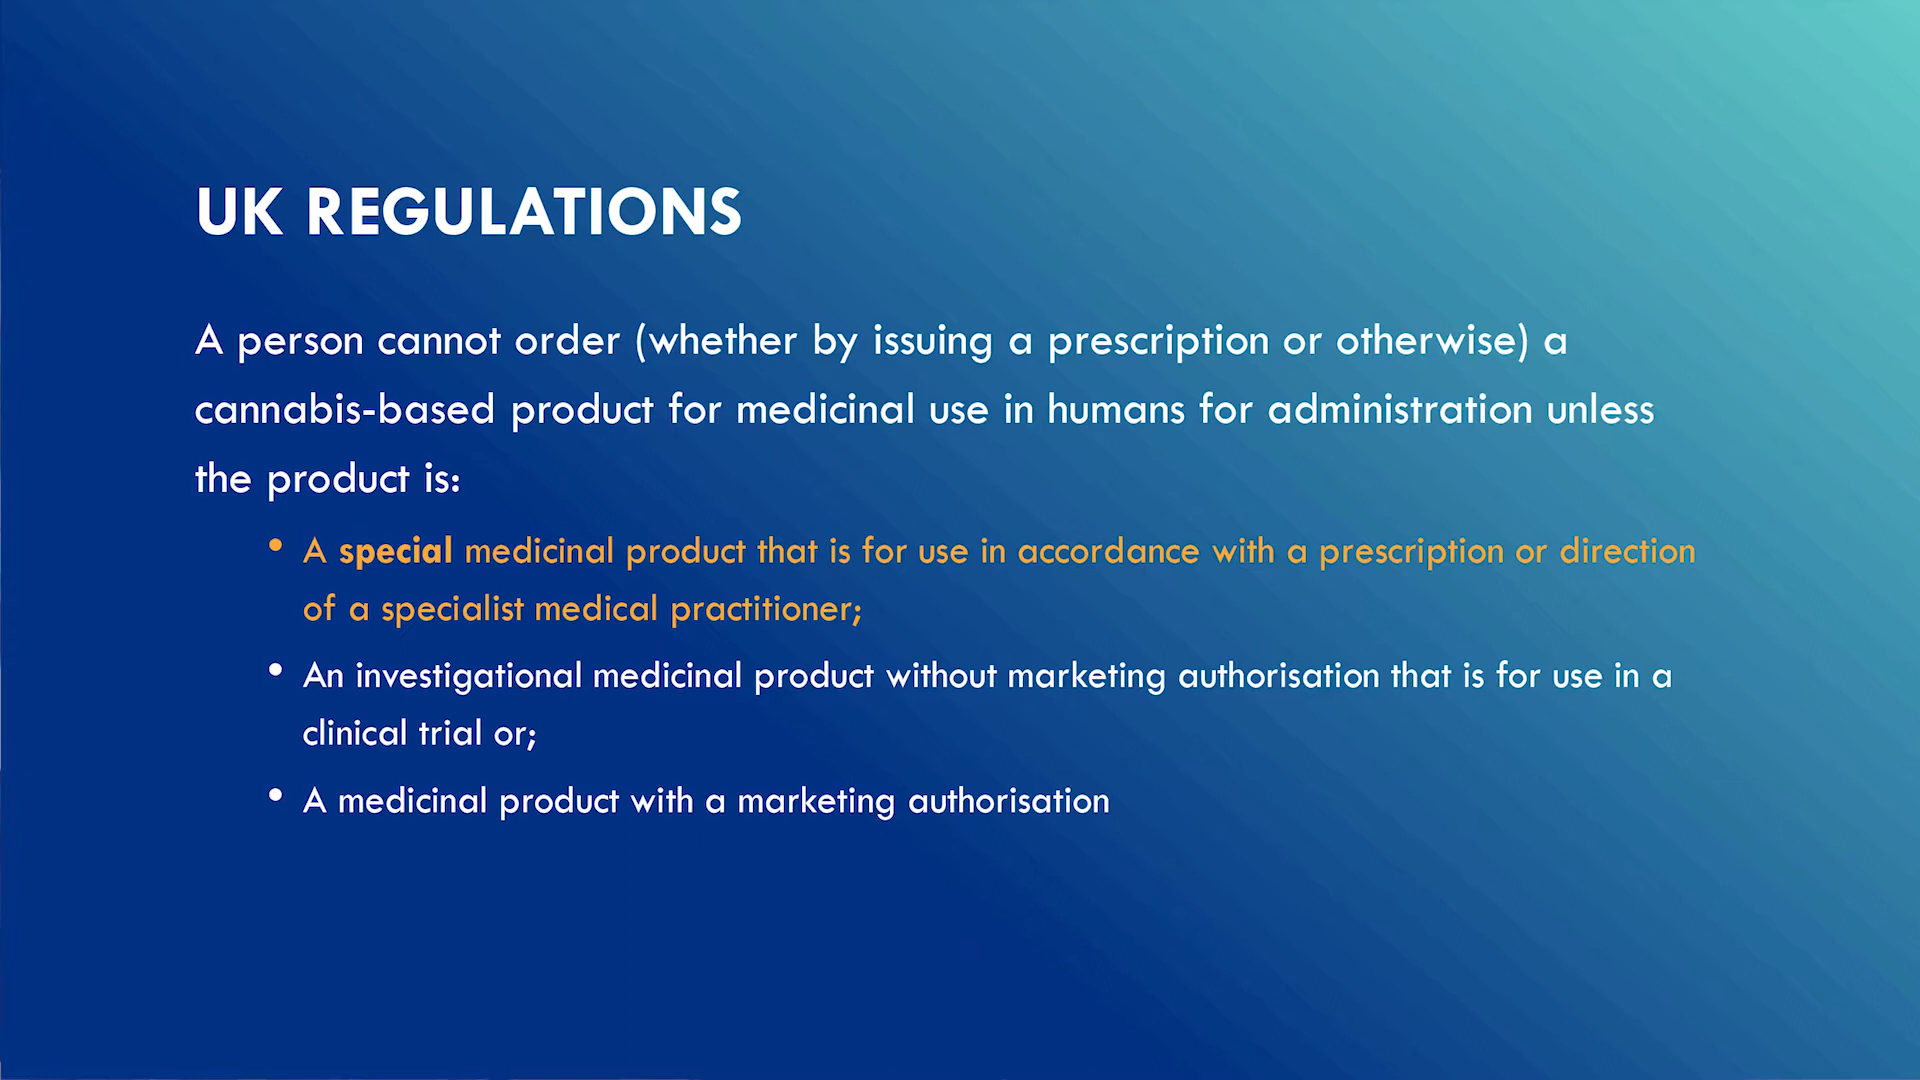 UK REGULATIONS
A person cannot order (whether by issuing a prescription or otherwise) a
cannabis-based product for medicinal use in humans for administration unless
the product is:
• A special medicinal product that is for use in accordance with a prescription or direction
of a specialist medical practitioner;
• An investigational medicinal product without marketing authorisation that is for use in a
clinical trial or;
• A medicinal product with a marketing authorisation